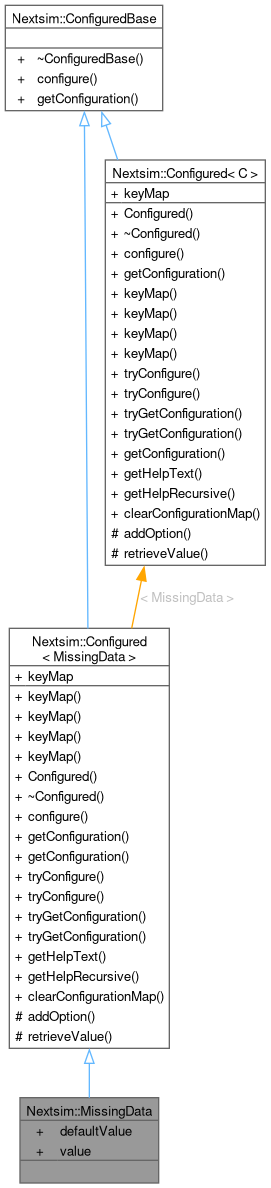 Nextsim::ConfiguredBase
+ ~ConfiguredBase()
+ configure()
+ getConfiguration()
Nextsim::Configured< C >
+ keyMap
+ Configured()
+ ~Configured()
+ configure()
+ getConfiguration()
+ keyMap()
+ keyMap()
+ keyMap()
+ keyMap()
+ tryConfigure()
+ tryConfigure()
+ tryGetConfiguration()
+ tryGetConfiguration()
+ getConfiguration()
+ getHelpText()
+ getHelpRecursive()
+ clearConfigurationMap()
# addOption()
# retrieveValue()
< MissingData >
Nextsim::Configured
< MissingData >
+ keyMap
+ keyMap()
+ keyMap()
+ keyMap()
+ keyMap()
+ Configured()
+ ~Configured()
+ configure()
+ getConfiguration()
+ getConfiguration()
+ tryConfigure()
+ tryConfigure()
+ tryGetConfiguration()
+ tryGetConfiguration()
+ getHelpText()
+ getHelpRecursive()
+ clearConfigurationMap()
# addOption()
# retrieveValue()
Nextsim::MissingData
+ defaultValue
+ value